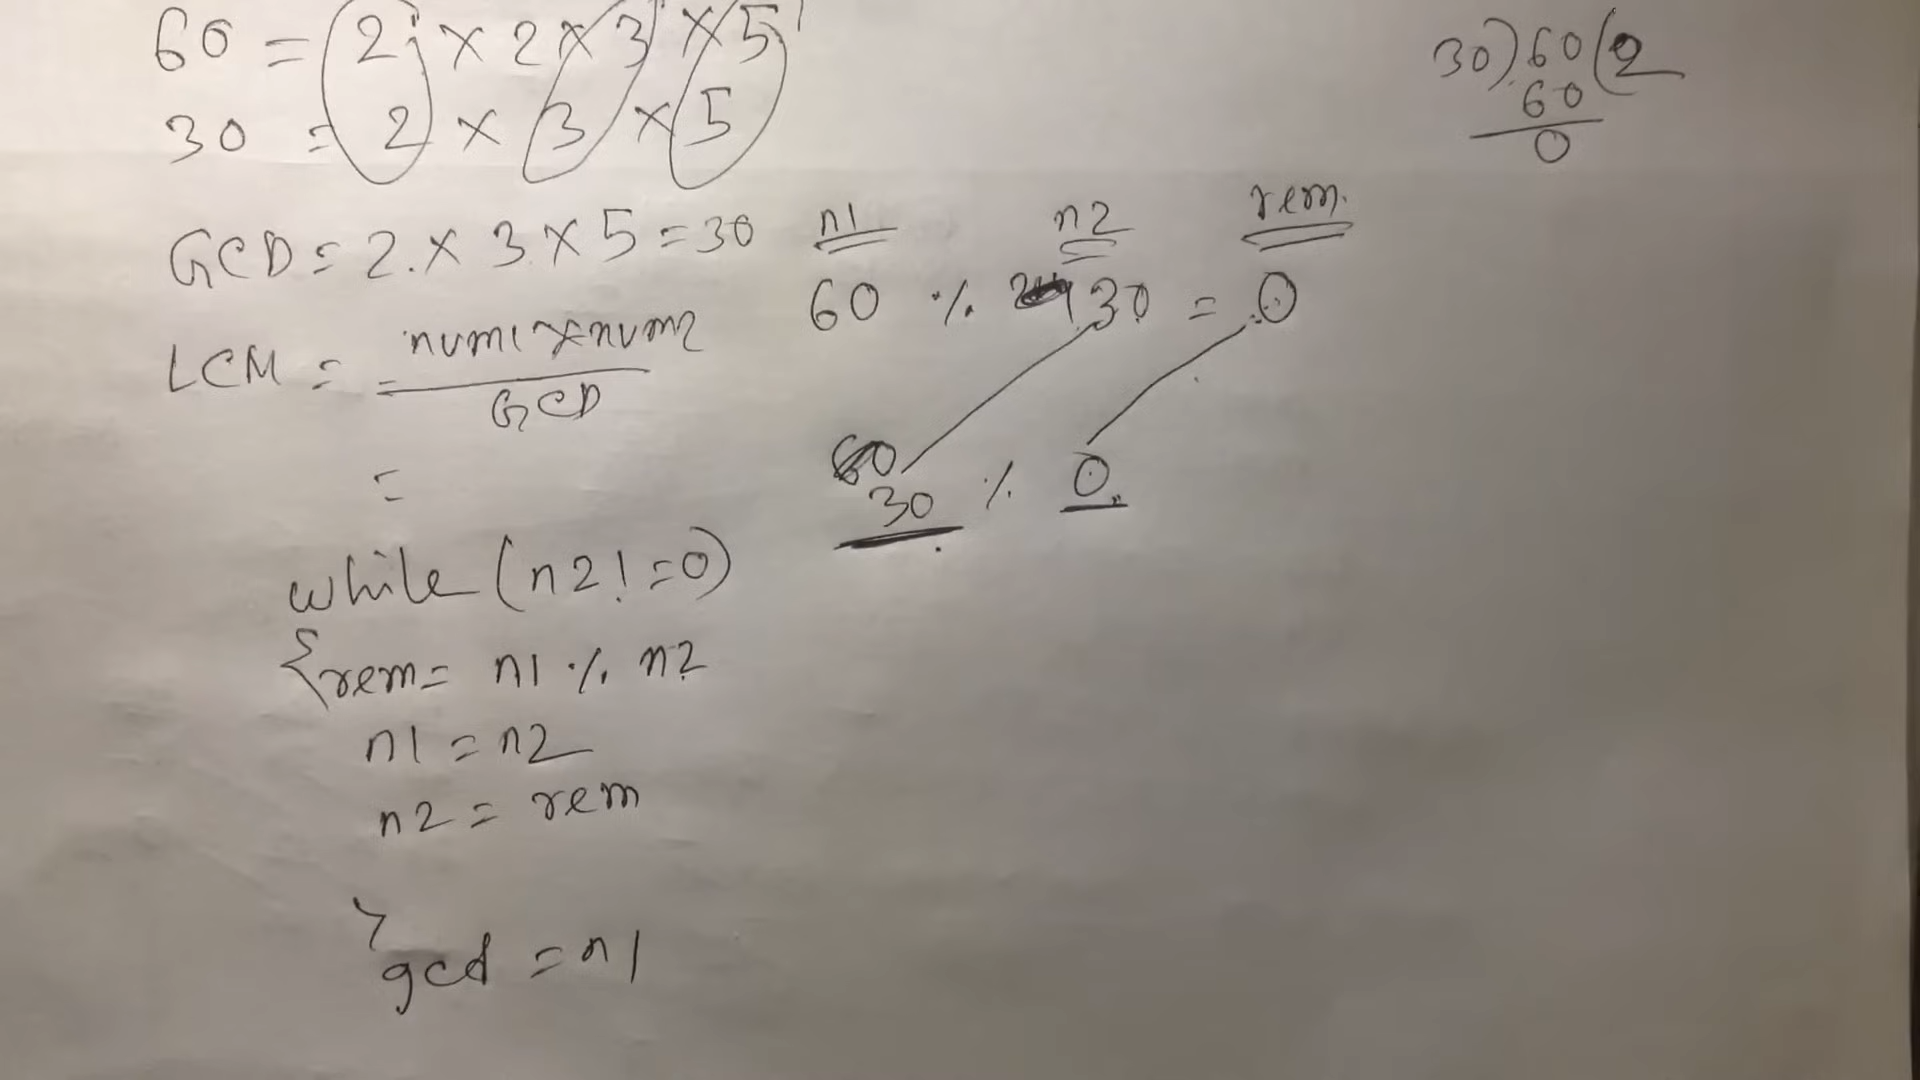 60 = 2 × 2 × 3 × 5
30 = 2 × 3 × 5
GCD = 2 × 3 × 5 = 30
LCM = num1 × num2
GCD
=
while (n2! = 0)
{rem = n1 % n2
n1 = n2
n2 = rem
}
gcd = n1
n1 n2 rem.
60 % 30 = 0
30 % 0
30)60(2
60
0